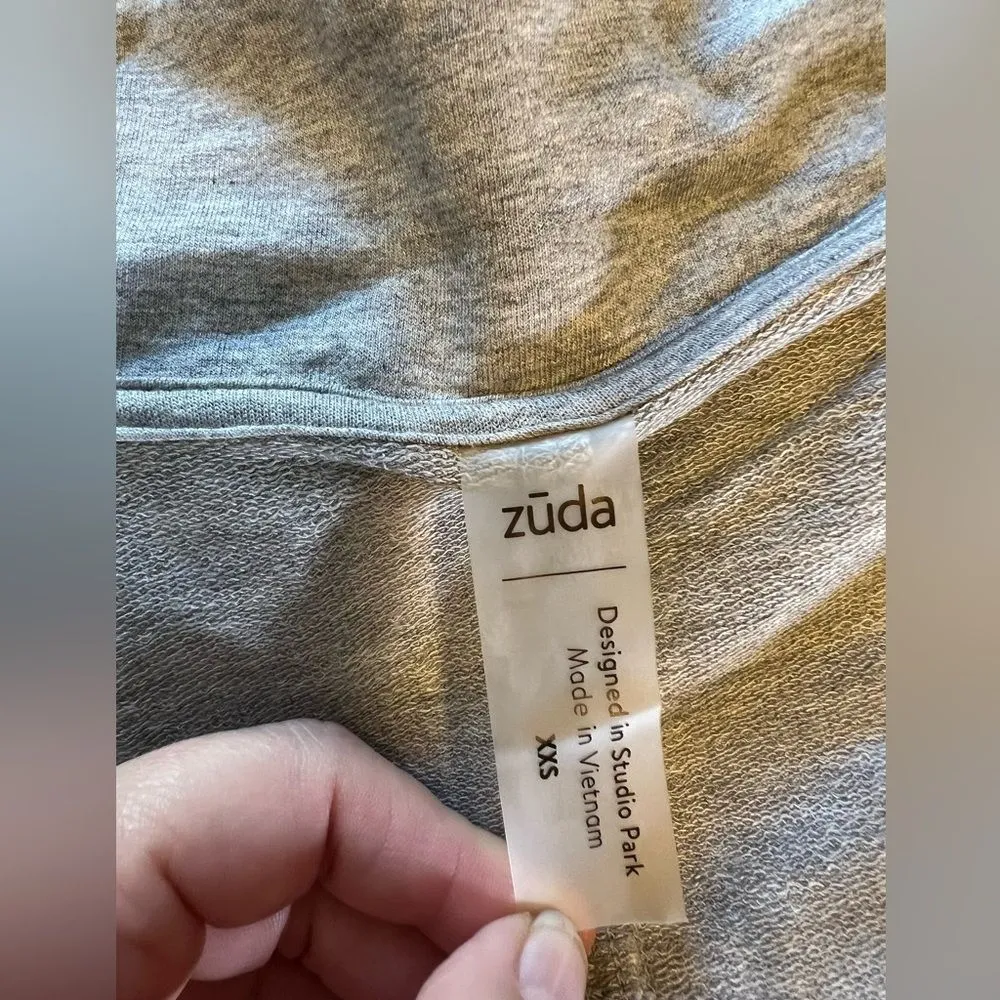 zūda
Designed in Studio Park
Made in Vietnam
XXS